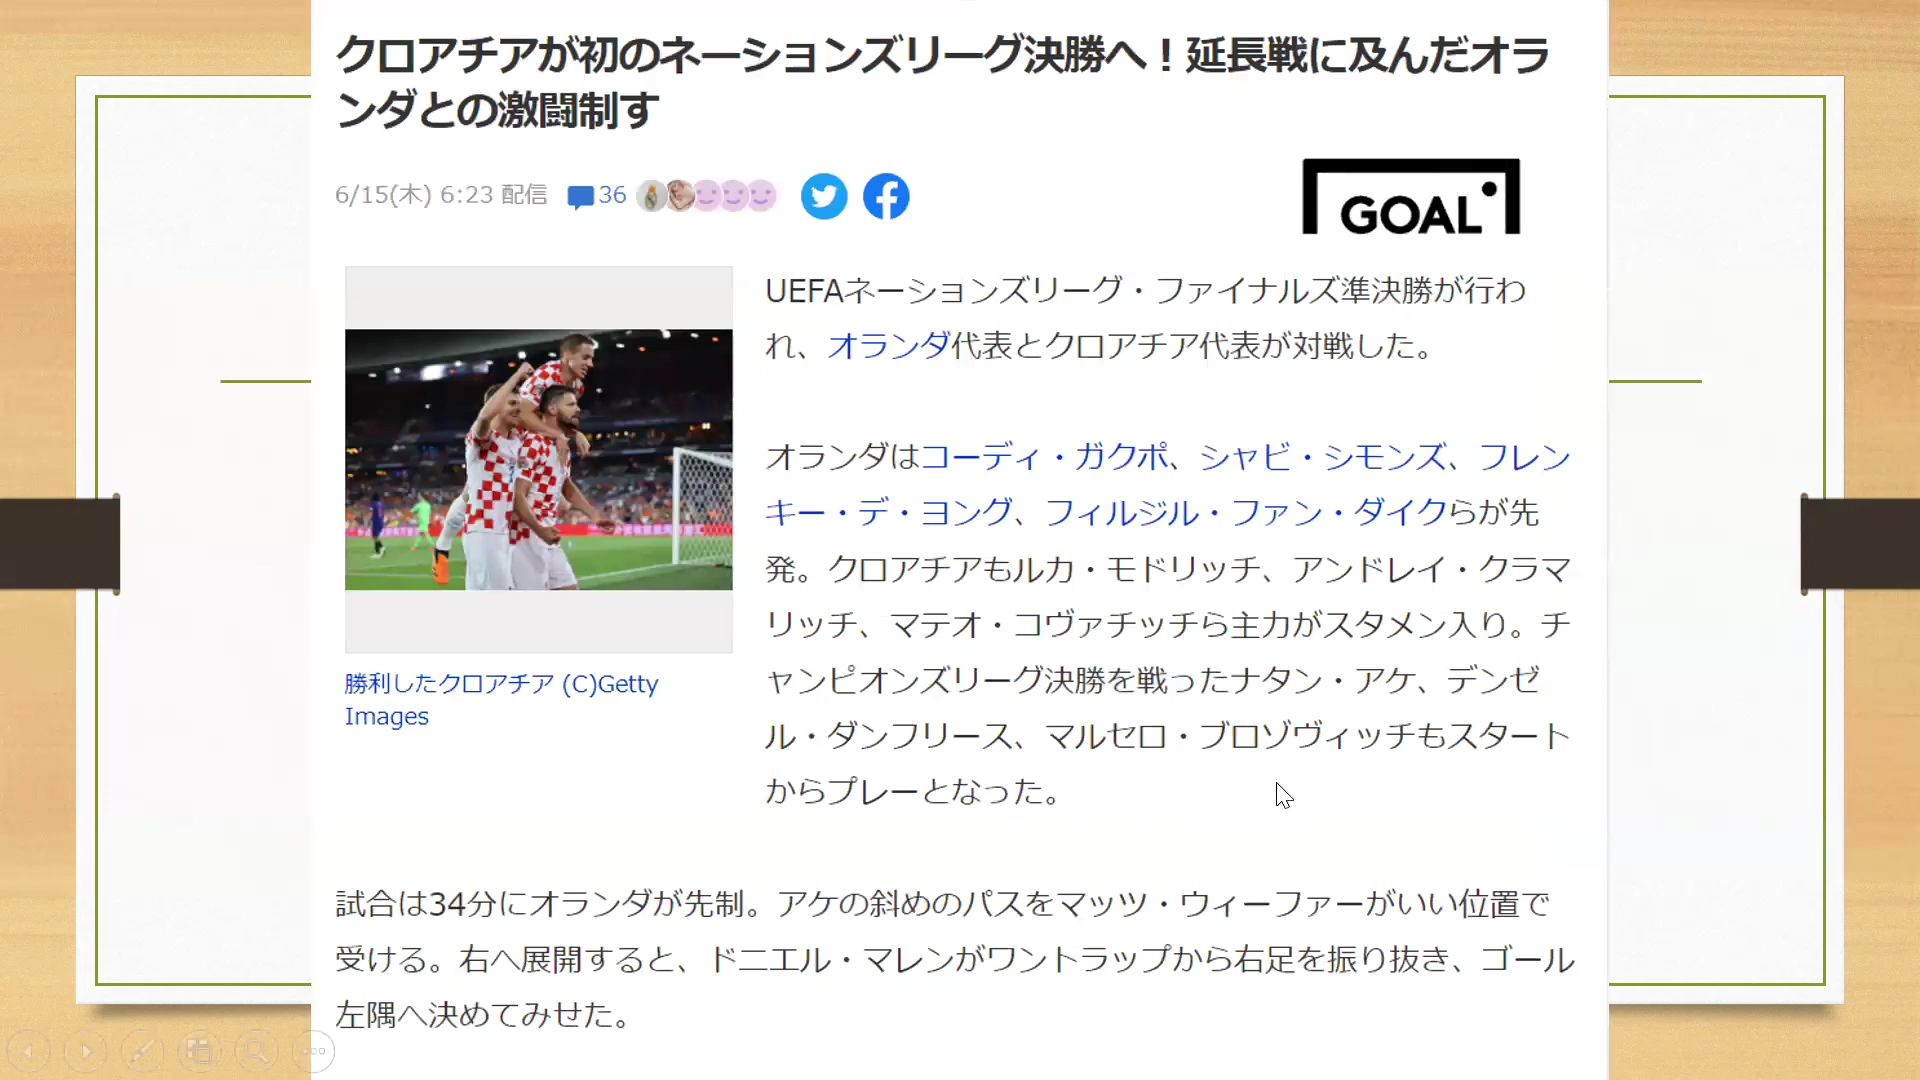 クロアチアが初のネーションズリーグ決勝へ！延長戦に及んだオラ
ンダとの激闘制す
6/15(木) 6:23 配信
36
GOAL
UEFAネーションズリーグ・ファイナルズ準決勝が行わ
れ、オランダ代表とクロアチア代表が対戦した。
オランダはコーディ・ガクポ、シャビ・シモンズ、フレン
キー・デ・ヨング、フィルジル・ファン・ダイクらが先
発。クロアチアもルカ・モドリッチ、アンドレイ・クラマ
リッチ、マテオ・コヴァチッチら主力がスタメン入り。チ
ャンピオンズリーグ決勝を戦ったナタン・アケ、デンゼ
ル・ダンフリース、マルセロ・ブロゾヴィッチもスタート
からプレーとなった。
勝利したクロアチア (C)Getty
Images
試合は34分にオランダが先制。アケの斜めのパスをマッツ・ウィーファーがいい位置で
受ける。右へ展開すると、ドニエル・マレンがワントラップから右足を振り抜き、ゴール
左隅へ決めてみせた。